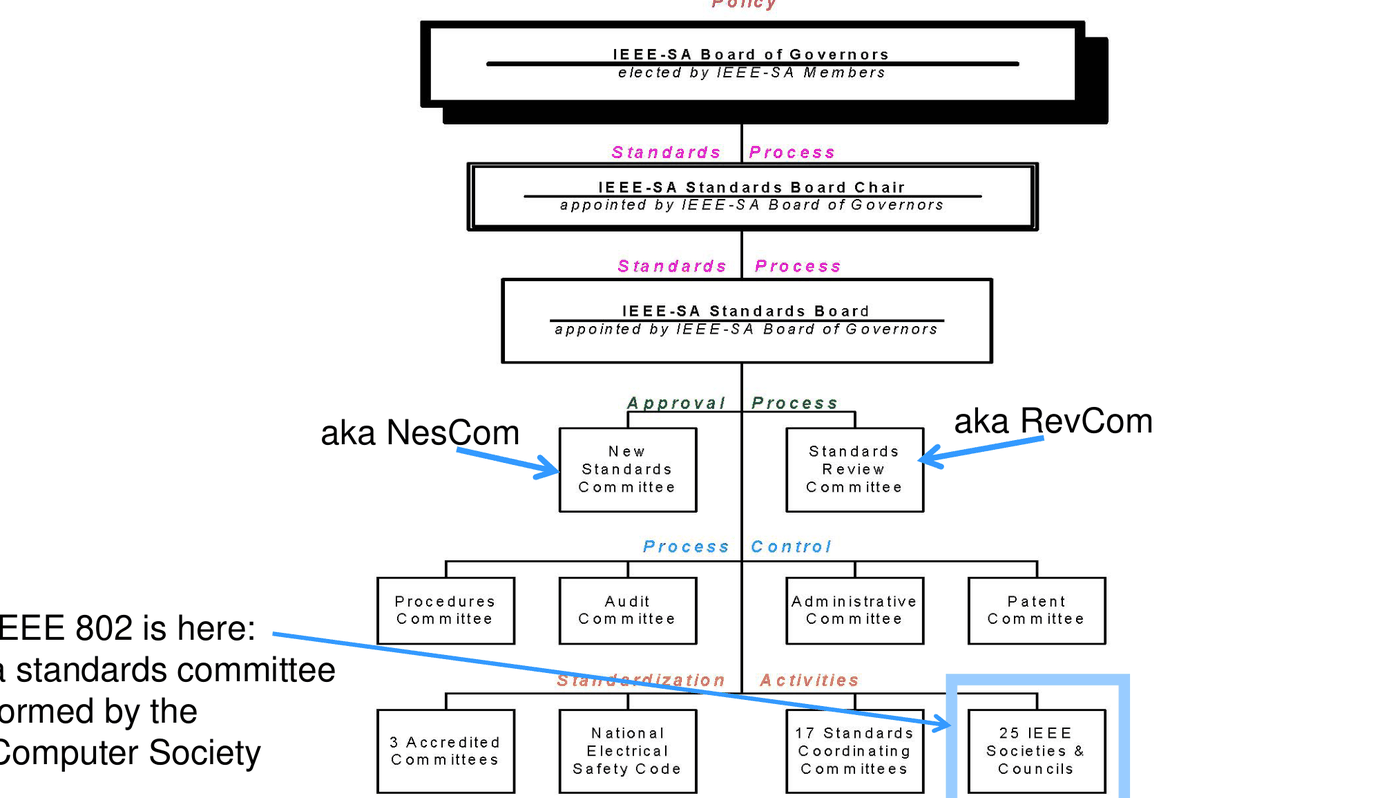 Policy
IEEE-SA Board of Governors
elected by IEEE-SA Members
Standards Process
IEEE-SA Standards Board Chair
appointed by IEEE-SA Board of Governors
Standards Process
IEEE-SA Standards Board
appointed by IEEE-SA Board of Governors
Approval Process
aka NesCom
aka RevCom
New
Standards
Committee
Standards
Review
Committee
Process Control
Procedures
Committee
Audit
Committee
Administrative
Committee
Patent
Committee
EEE 802 is here:
a standards committee
ormed by the
Computer Society
Standardization Activities
3 Accredited
Committees
National
Electrical
Safety Code
17 Standards
Coordinating
Committees
25 IEEE
Societies &
Councils